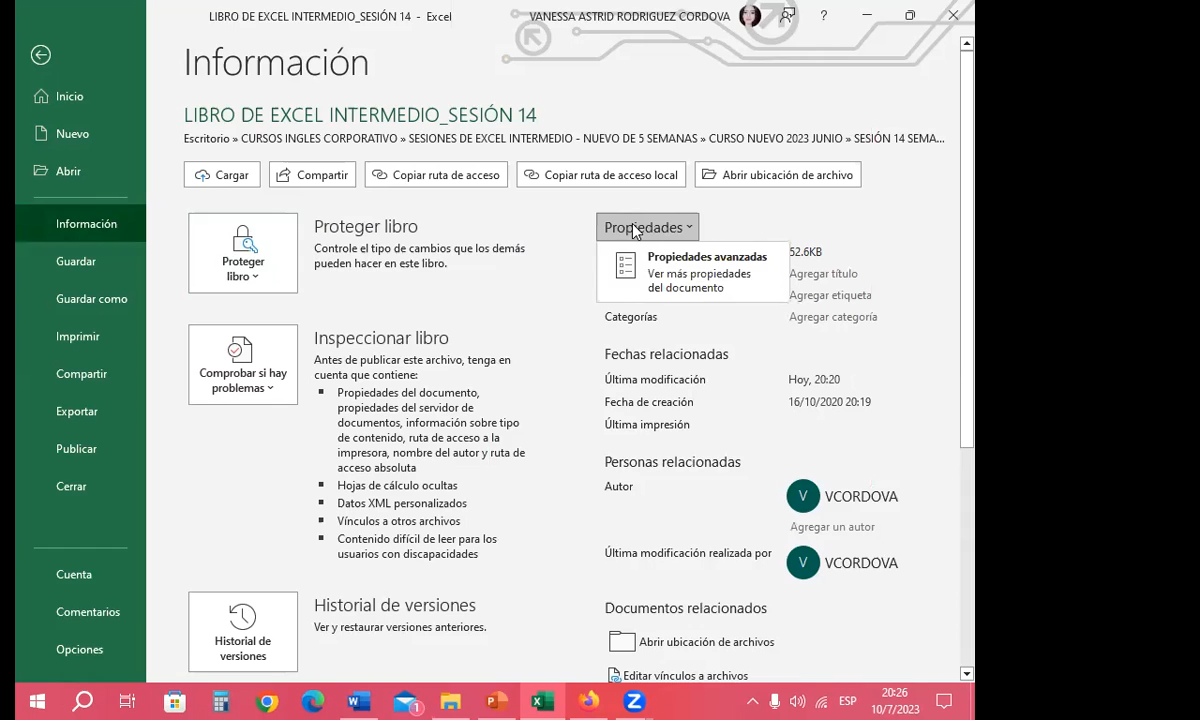 LIBRO DE EXCEL INTERMEDIO_SESIÓN 14 - Excel
VANESSA ASTRID RODRIGUEZ CORDOVA
?
Información
LIBRO DE EXCEL INTERMEDIO_SESIÓN 14
Escritorio » CURSOS INGLES CORPORATIVO » SESIONES DE EXCEL INTERMEDIO - NUEVO DE 5 SEMANAS » CURSO NUEVO 2023 JUNIO » SESIÓN 14 SEMA...
Inicio
Nuevo
Abrir
Información
Guardar
Guardar como
Imprimir
Compartir
Exportar
Publicar
Cerrar
Cuenta
Comentarios
Opciones
Cargar
Compartir
Copiar ruta de acceso
Copiar ruta de acceso local
Abrir ubicación de archivo
Proteger
libro
Proteger libro
Controle el tipo de cambios que los demás
pueden hacer en este libro.
Comprobar si hay
problemas
Inspeccionar libro
Antes de publicar este archivo, tenga en
cuenta que contiene:
Propiedades del documento,
propiedades del servidor de
documentos, información sobre tipo
de contenido, ruta de acceso a la
impresora, nombre del autor y ruta de
acceso absoluta
Hojas de cálculo ocultas
Datos XML personalizados
Vínculos a otros archivos
Contenido difícil de leer para los
usuarios con discapacidades
Historial de
versiones
Historial de versiones
Ver y restaurar versiones anteriores.
Propiedades
Propiedades avanzadas
Ver más propiedades
del documento
52.6KB
Agregar título
Agregar etiqueta
Categorías
Agregar categoría
Fechas relacionadas
Última modificación
Hoy, 20:20
Fecha de creación
16/10/2020 20:19
Última impresión
Personas relacionadas
Autor
V
VCORDOVA
Agregar un autor
Última modificación realizada por
V
VCORDOVA
Documentos relacionados
Abrir ubicación de archivos
Editar vínculos a archivos
1
ESP
20:26
10/7/2023